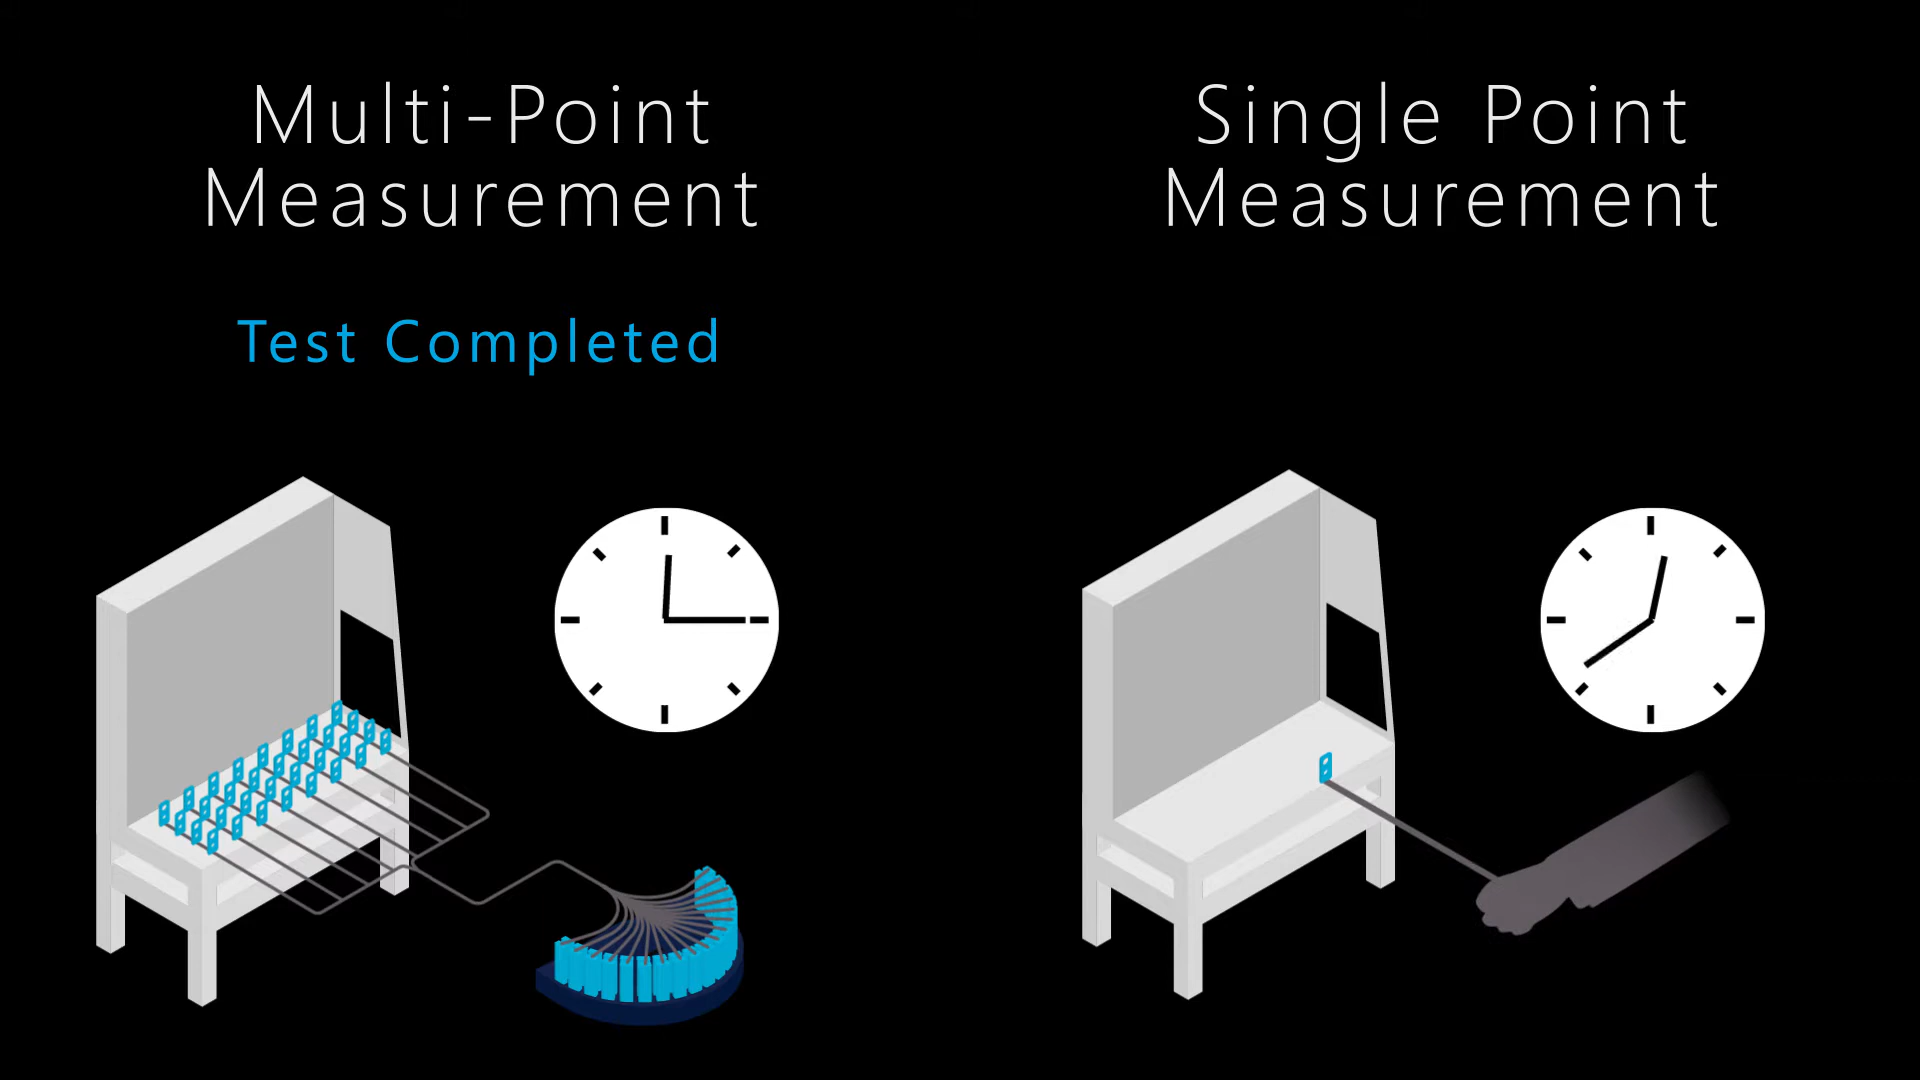 Multi-Point
Measurement
Test Completed
Single Point
Measurement